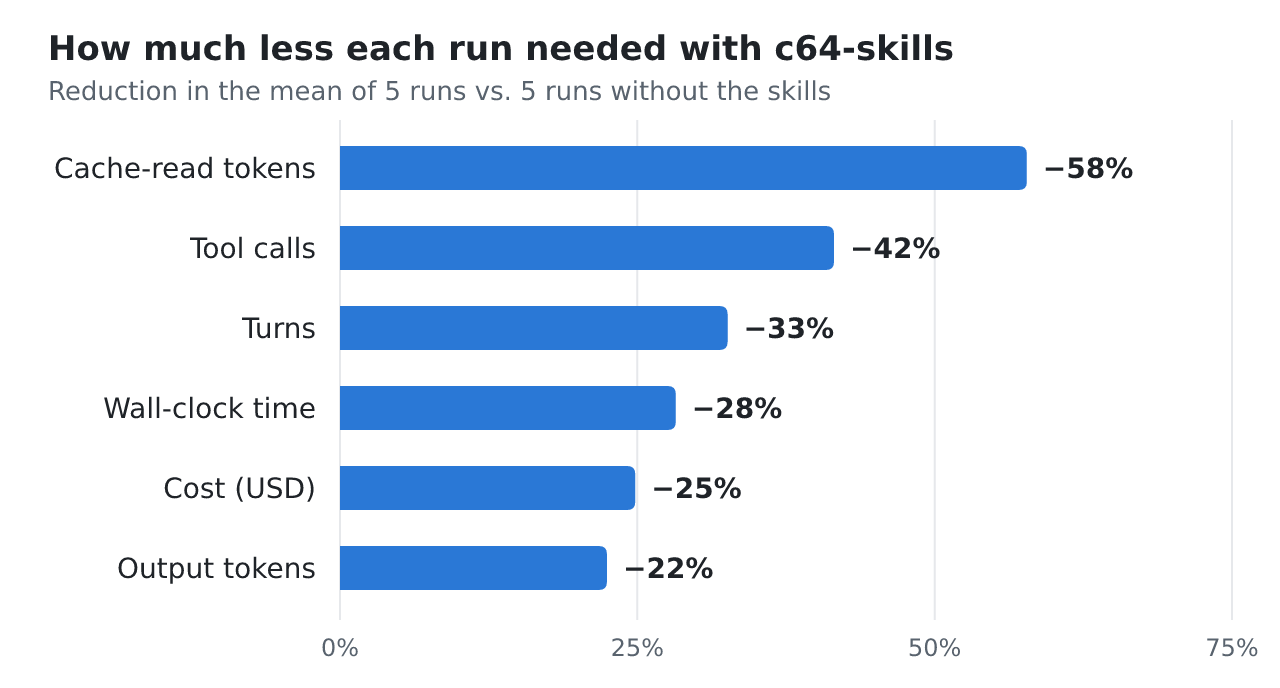 How much less each run needed with c64-skills
Reduction in the mean of 5 runs vs. 5 runs without the skills
Cache-read tokens −58%
Tool calls −42%
Turns −33%
Wall-clock time −28%
Cost (USD) −25%
Output tokens −22%
0% 25% 50% 75%